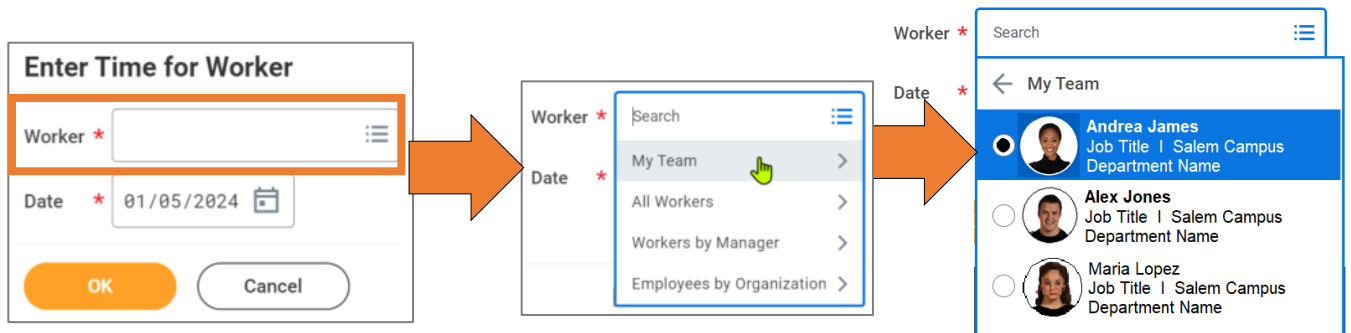 Enter Time for Worker
Worker *
Date * 01/05/2024
OK Cancel
Worker * Search
Date *
My Team
All Workers
Workers by Manager
Employees by Organization
Worker * Search
Date *
My Team
Andrea James
Job Title | Salem Campus
Department Name
Alex Jones
Job Title | Salem Campus
Department Name
Maria Lopez
Job Title | Salem Campus
Department Name